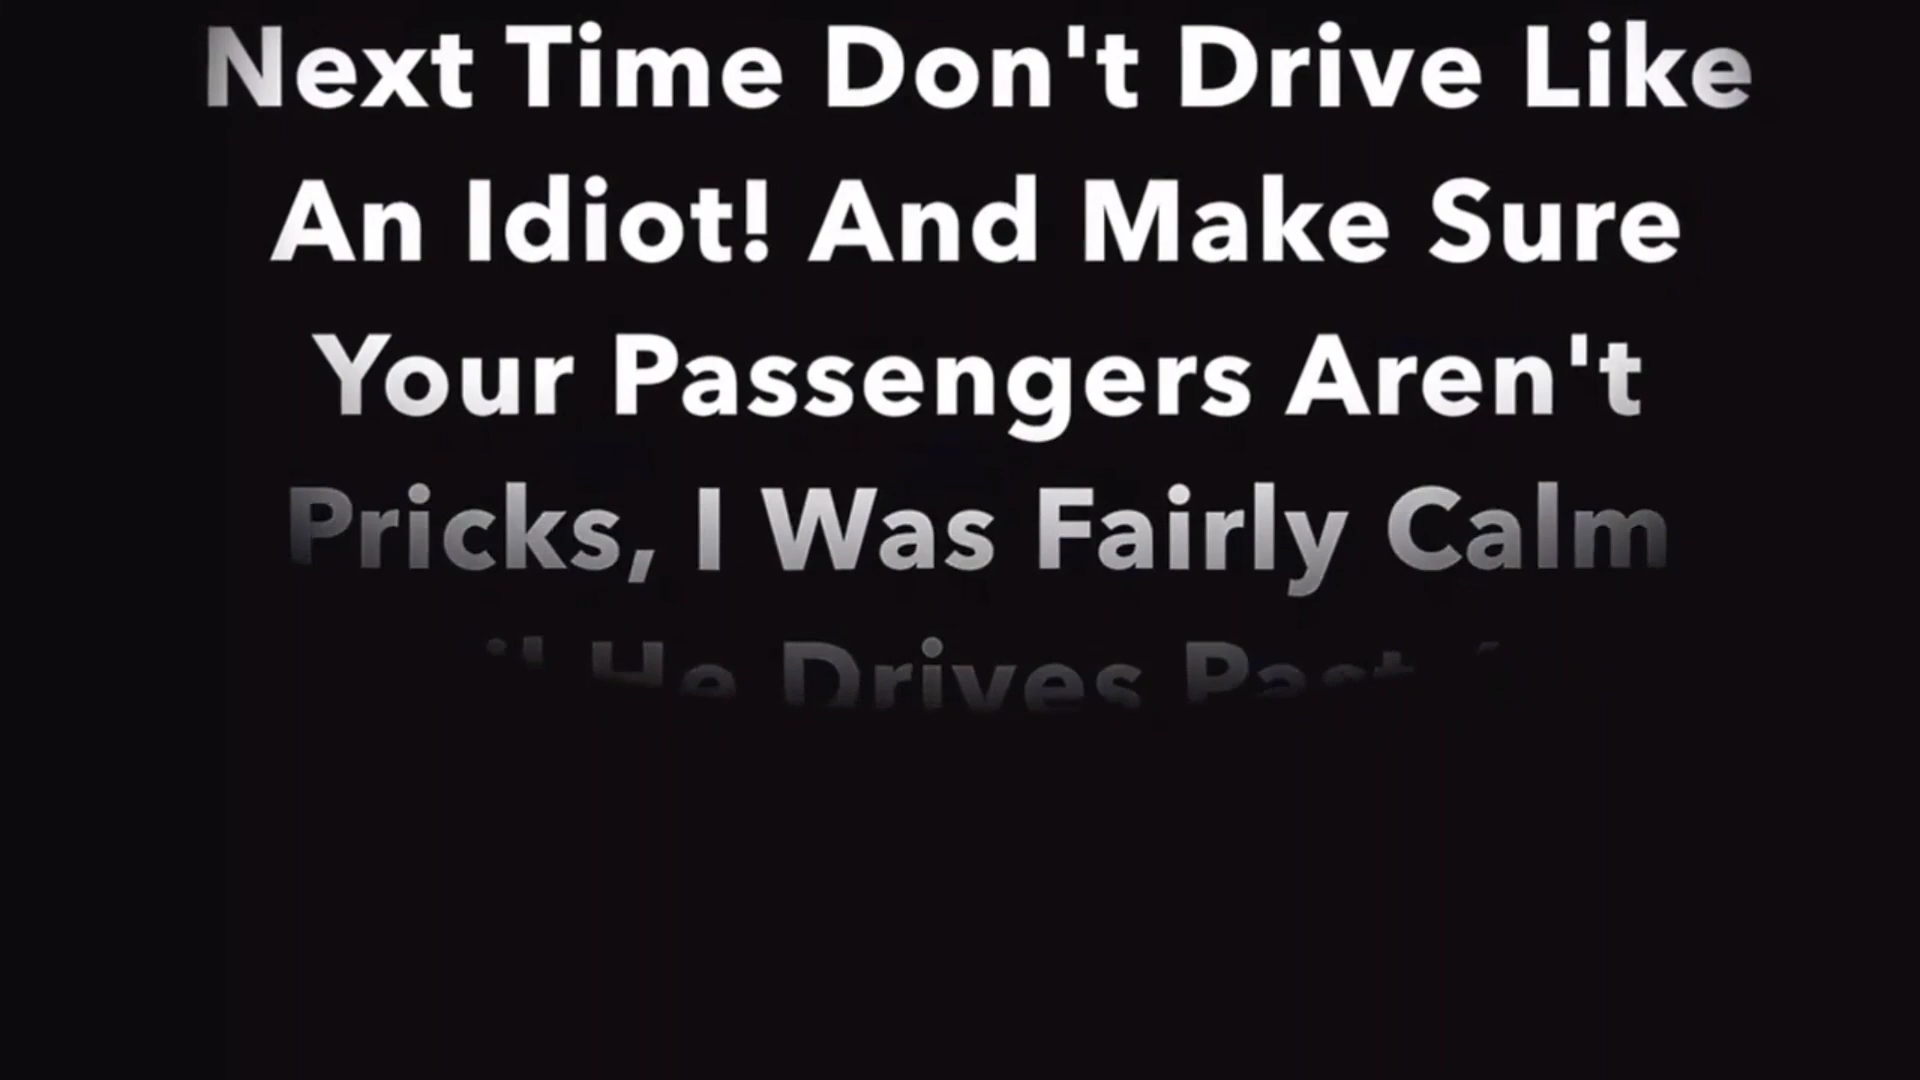 Next Time Don't Drive Like
An Idiot! And Make Sure
Your Passengers Aren't
Pricks, I Was Fairly Calm
He Drives Past